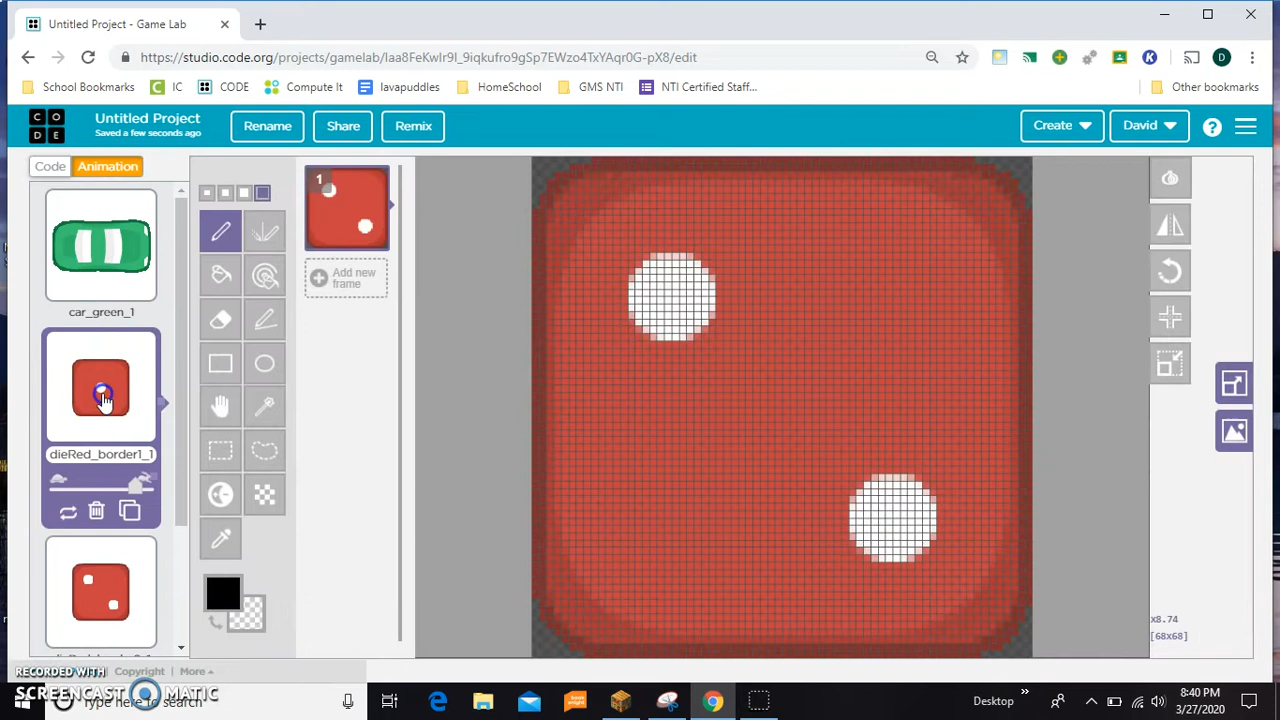 Untitled Project - Game Lab
https://studio.code.org/projects/gamelab/Iaa8FeKwIr9I_9iqkufro9gSp7EWzo4TxYAqr0G-pX8/edit
D
School Bookmarks
IC
CODE
Compute It
lavapuddles
HomeSchool
GMS NTI
NTI Certified Staff...
Other bookmarks
C O
D E
Untitled Project
Saved a few seconds ago
Rename
Share
Remix
Create
David
?
Code
Animation
car_green_1
dieRed_border1_1
1
Add new
frame
x8.74
[68x68]
RECORDED WITH
SCREENCAST MATIC
Copyright
More
Type here to search
Desktop
8:40 PM
3/27/2020